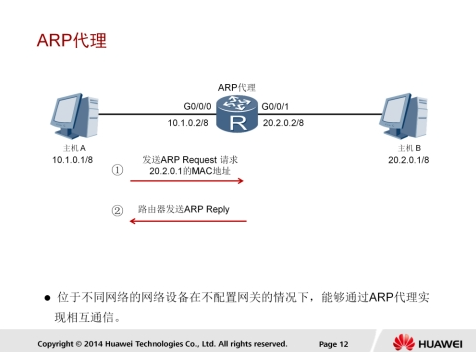 ARP代理
ARP代理
G0/0/0
G0/0/1
10.1.0.2/8
20.2.0.2/8
R
主机 A
10.1.0.1/8
主机 B
20.2.0.1/8
① 发送ARP Request 请求
20.2.0.1的MAC地址
② 路由器发送ARP Reply
● 位于不同网络的网络设备在不配置网关的情况下，能够通过ARP代理实
现相互通信。
Copyright © 2014 Huawei Technologies Co., Ltd. All rights reserved.
Page 12
HUAWEI